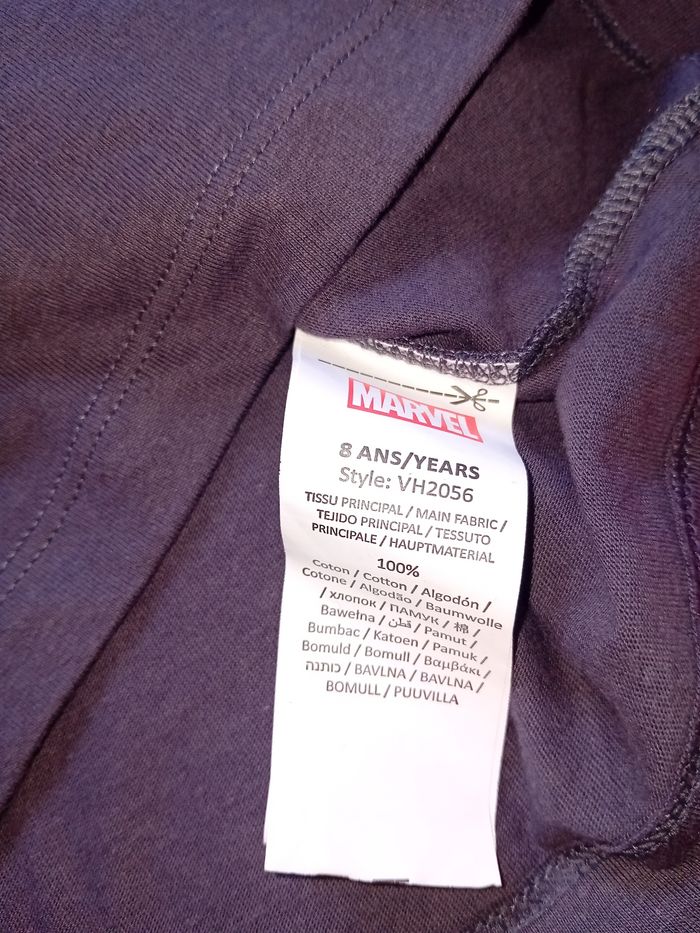 MARVEL
8 ANS/YEARS
Style: VH2056
TISSU PRINCIPAL / MAIN FABRIC /
TEJIDO PRINCIPAL / TESSUTO
PRINCIPALE / HAUPTMATERIAL
100%
Coton / Cotton / Algodón /
Cotone / Algodão / Baumwolle
/ хлопок / ПАМУК / 棉 /
Bawełna / قطن / Pamut /
Bumbac / Katoen / Pamuk /
Bomuld / Bomull / Βαμβάκι /
כותנה / BAVLNA / BAVLNA /
BOMULL / PUUVILLA